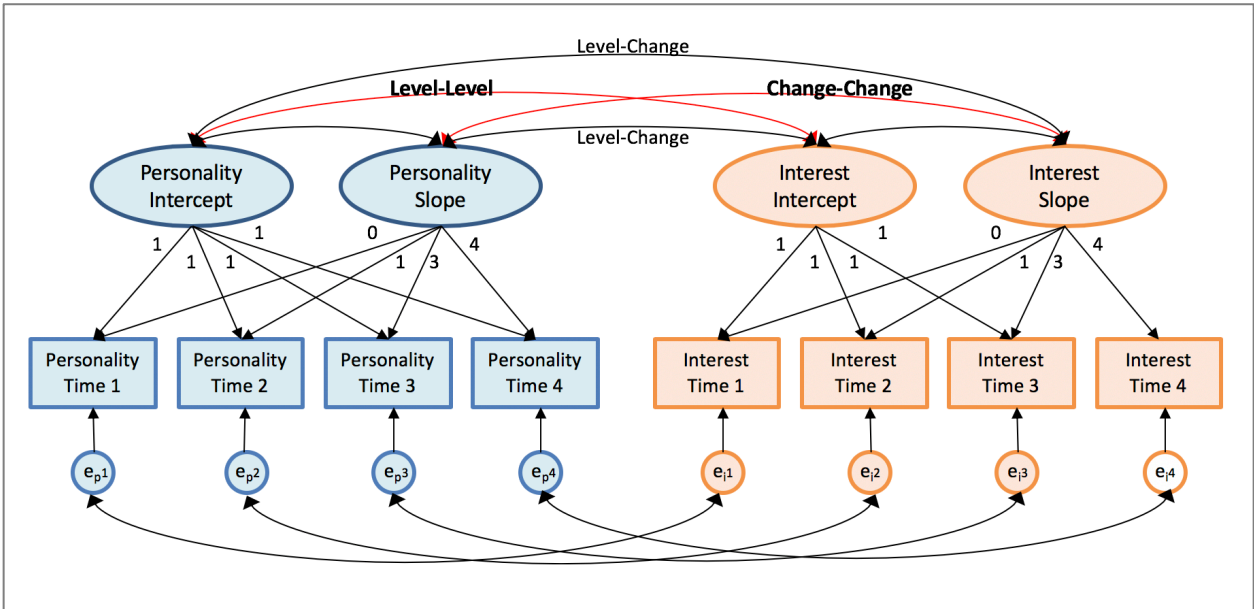 Level-Change
Level-Level
Change-Change
Level-Change
Personality
Intercept
Personality
Slope
Interest
Intercept
Interest
Slope
1
1
1
1
0
1
3
4
1
1
1
1
0
1
3
4
Personality
Time 1
Personality
Time 2
Personality
Time 3
Personality
Time 4
Interest
Time 1
Interest
Time 2
Interest
Time 3
Interest
Time 4
ep1
ep2
ep3
ep4
ei1
ei2
ei3
ei4